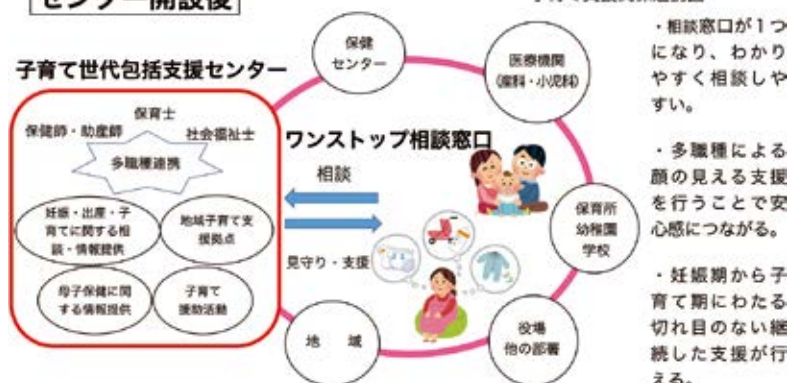 センター開設後
子育て世代包括支援センター
保育士
保健師・助産師
社会福祉士
多職種連携
妊娠・出産・子
育てに関する相
談・情報提供
地域子育て支
援拠点
母子保健に関
する情報提供
子育て
援助活動
ワンストップ相談窓口
相談
見守り・支援
保健
センター
医療機関
(産科・小児科)
保育所
幼稚園
学校
役場
他の部署
地 域
・相談窓口が1つ
になり、わかり
やすく相談しや
すい。
・多職種による
顔の見える支援
を行うことで安
心感につながる。
・妊娠期から子
育て期にわたる
切れ目のない継
続した支援が行
える。